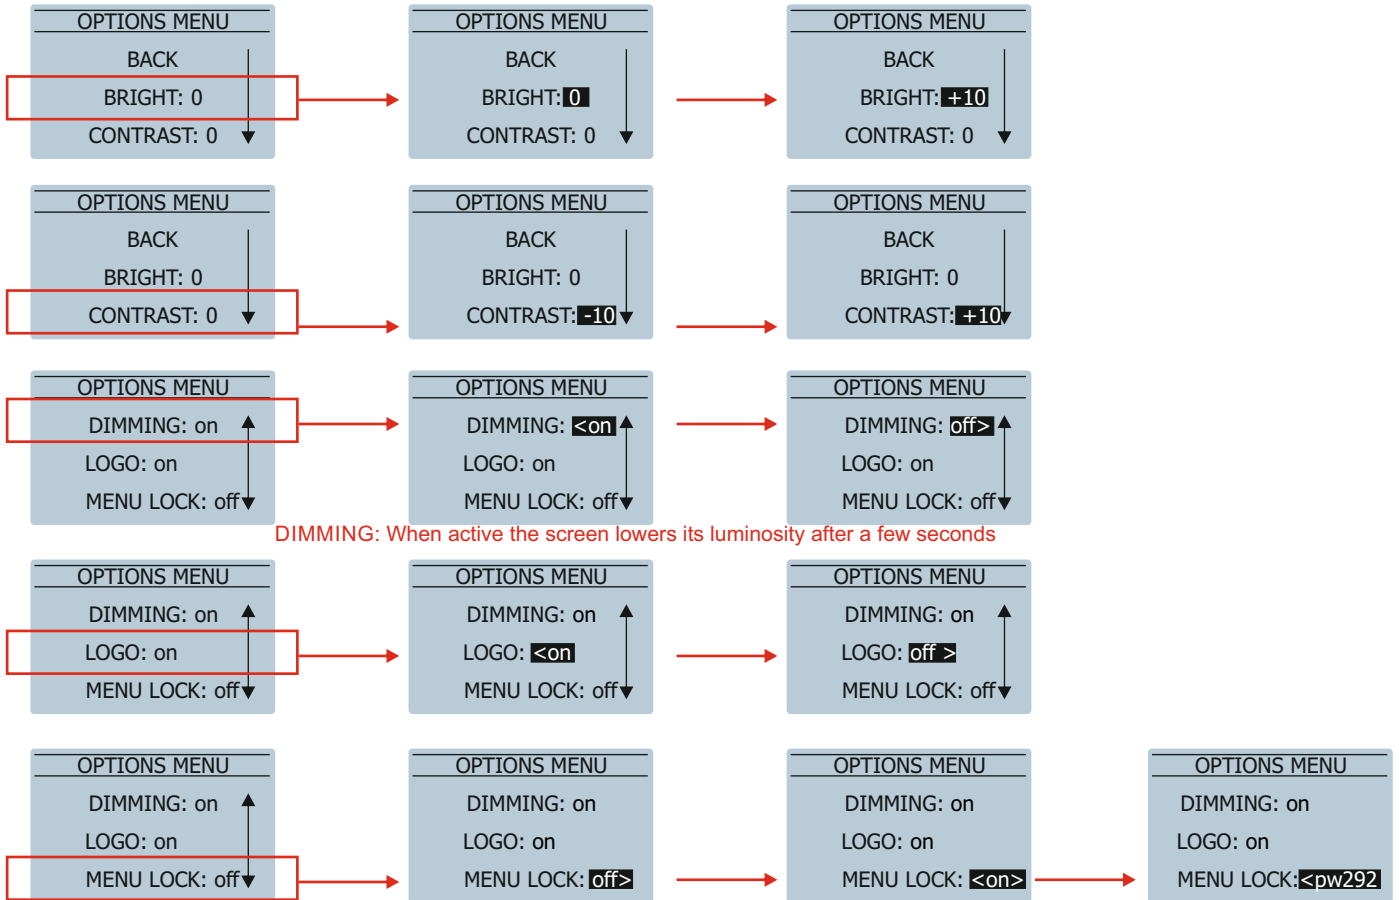 OPTIONS MENU
BACK
BRIGHT: 0
CONTRAST: 0
OPTIONS MENU
BACK
BRIGHT: 0
CONTRAST: 0
OPTIONS MENU
BACK
BRIGHT: +10
CONTRAST: 0
OPTIONS MENU
BACK
BRIGHT: 0
CONTRAST: 0
OPTIONS MENU
BACK
BRIGHT: 0
CONTRAST: -10
OPTIONS MENU
BACK
BRIGHT: 0
CONTRAST: +10
OPTIONS MENU
DIMMING: on
LOGO: on
MENU LOCK: off
OPTIONS MENU
DIMMING: <on
LOGO: on
MENU LOCK: off
OPTIONS MENU
DIMMING: off>
LOGO: on
MENU LOCK: off
DIMMING: When active the screen lowers its luminosity after a few seconds
OPTIONS MENU
DIMMING: on
LOGO: on
MENU LOCK: off
OPTIONS MENU
DIMMING: on
LOGO: <on
MENU LOCK: off
OPTIONS MENU
DIMMING: on
LOGO: off >
MENU LOCK: off
OPTIONS MENU
DIMMING: on
LOGO: on
MENU LOCK: off
OPTIONS MENU
DIMMING: on
LOGO: on
MENU LOCK: off>
OPTIONS MENU
DIMMING: on
LOGO: on
MENU LOCK: <on>
OPTIONS MENU
DIMMING: on
LOGO: on
MENU LOCK:<pw292